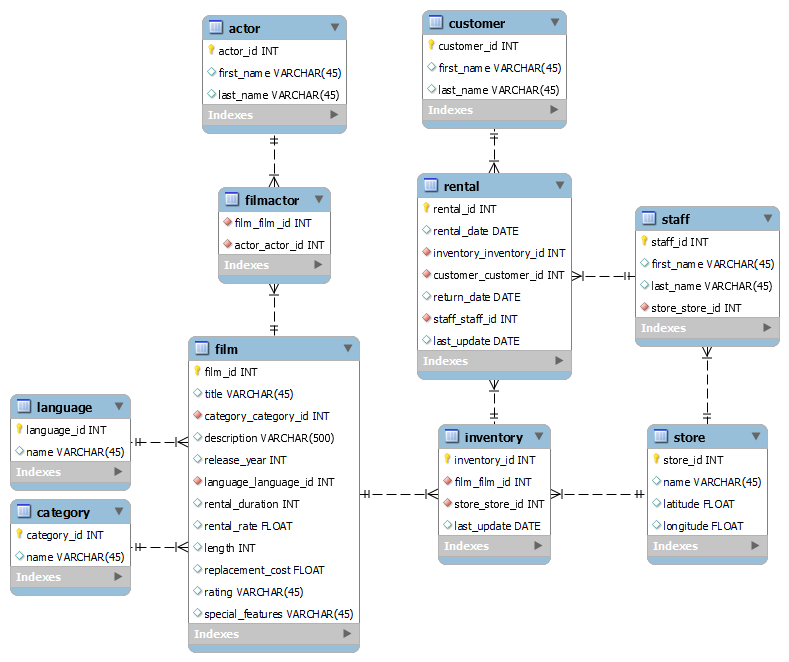 actor
actor_id INT
first_name VARCHAR(45)
last_name VARCHAR(45)
Indexes
customer
customer_id INT
first_name VARCHAR(45)
last_name VARCHAR(45)
Indexes
filmactor
film_film_id INT
actor_actor_id INT
Indexes
rental
rental_id INT
rental_date DATE
inventory_inventory_id INT
customer_customer_id INT
return_date DATE
staff_staff_id INT
last_update DATE
Indexes
staff
staff_id INT
first_name VARCHAR(45)
last_name VARCHAR(45)
store_store_id INT
Indexes
film
film_id INT
title VARCHAR(45)
category_category_id INT
description VARCHAR(500)
release_year INT
language_language_id INT
rental_duration INT
rental_rate FLOAT
length INT
replacement_cost FLOAT
rating VARCHAR(45)
special_features VARCHAR(45)
Indexes
language
language_id INT
name VARCHAR(45)
Indexes
category
category_id INT
name VARCHAR(45)
Indexes
inventory
inventory_id INT
film_film_id INT
store_store_id INT
last_update DATE
Indexes
store
store_id INT
name VARCHAR(45)
latitude FLOAT
longitude FLOAT
Indexes